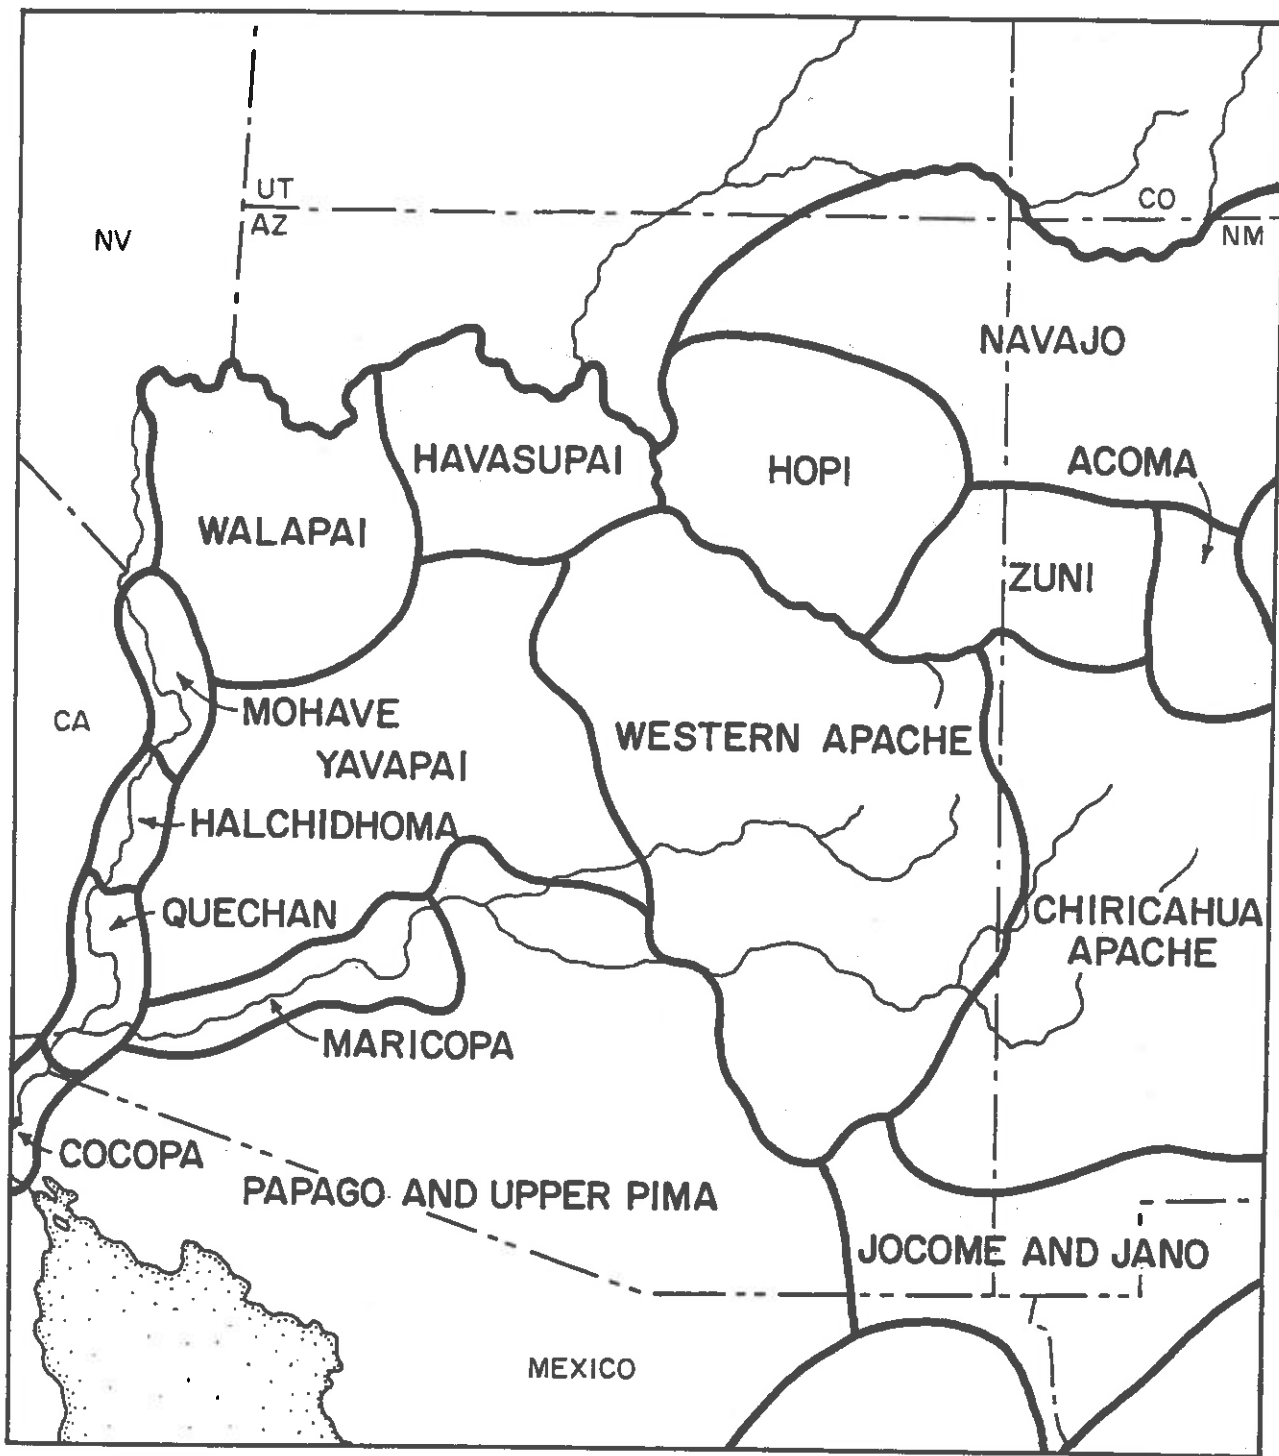 UT
AZ
NV
CO
NM
NAVAJO
HAVASUPAI
HOPI
ACOMA
WALAPAI
ZUNI
CA
MOHAVE
WESTERN APACHE
YAVAPAI
HALCHIDHOMA
QUECHAN
CHIRICAHUA
APACHE
MARICOPA
COCOPA
PAPAGO AND UPPER PIMA
JOCOME AND JANO
MEXICO